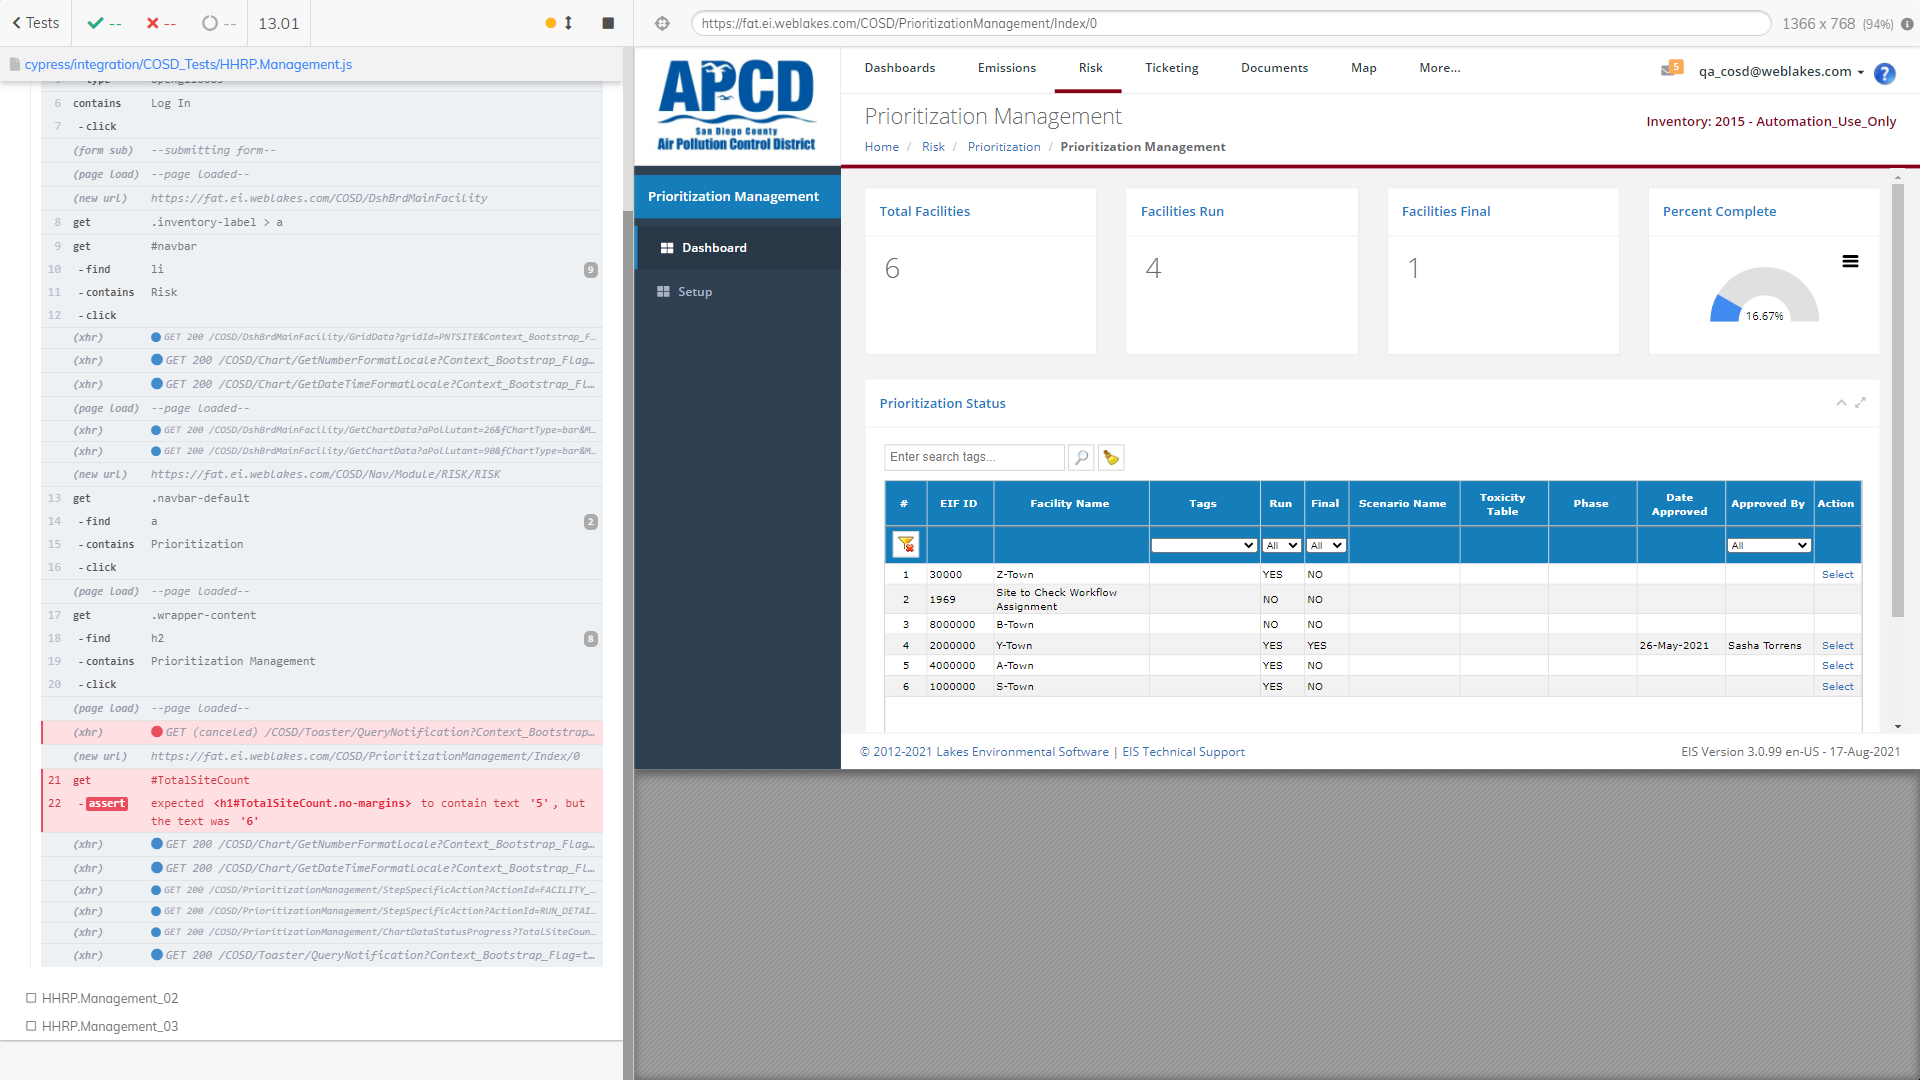 Tests
--
--
--
13.01
cypress/integration/COSD_Tests/HHRP.Management.js
6 contains Log In
7 -click
(form sub) --submitting form--
(page load) --page loaded--
(new url) https://fat.ei.weblakes.com/COSD/DshBrdMainFacility
8 get .inventory-label > a
9 get #navbar
10 -find li 9
11 -contains Risk
12 -click
(xhr) GET 200 /COSD/DshBrdMainFacility/GridData?gridId=PNTSITE&Context_Bootstrap_F...
(xhr) GET 200 /COSD/Chart/GetNumberFormatLocale?Context_Bootstrap_Flag...
(xhr) GET 200 /COSD/Chart/GetDateTimeFormatLocale?Context_Bootstrap_Fl...
(page load) --page loaded--
(xhr) GET 200 /COSD/DshBrdMainFacility/GetChartData?aPollutant=26&fChartType=bar&M...
(xhr) GET 200 /COSD/DshBrdMainFacility/GetChartData?aPollutant=90&fChartType=bar&M...
(new url) https://fat.ei.weblakes.com/COSD/Nav/Module/RISK/RISK
13 get .navbar-default
14 -find a 2
15 -contains Prioritization
16 -click
(page load) --page loaded--
17 get .wrapper-content
18 -find h2 8
19 -contains Prioritization Management
20 -click
(page load) --page loaded--
(xhr) GET (canceled) /COSD/Toaster/QueryNotification?Context_Bootstrap...
(new url) https://fat.ei.weblakes.com/COSD/PrioritizationManagement/Index/0
21 get #TotalSiteCount
22 -assert expected <h1#TotalSiteCount.no-margins> to contain text '5', but
the text was '6'
(xhr) GET 200 /COSD/Chart/GetNumberFormatLocale?Context_Bootstrap_Flag...
(xhr) GET 200 /COSD/Chart/GetDateTimeFormatLocale?Context_Bootstrap_Fl...
(xhr) GET 200 /COSD/PrioritizationManagement/StepSpecificAction?ActionId=FACILITY_...
(xhr) GET 200 /COSD/PrioritizationManagement/StepSpecificAction?ActionId=RUN_DETAI...
(xhr) GET 200 /COSD/PrioritizationManagement/ChartDataStatusProgress?TotalSiteCoun...
(xhr) GET 200 /COSD/Toaster/QueryNotification?Context_Bootstrap_Flag=t...
HHRP.Management_02
HHRP.Management_03
https://fat.ei.weblakes.com/COSD/PrioritizationManagement/Index/0
1366 x 768 (94%)
APCD
San Diego County
Air Pollution Control District
Dashboards Emissions Risk Ticketing Documents Map More...
5
qa_cosd@weblakes.com
?
Prioritization Management
Inventory: 2015 - Automation_Use_Only
Home / Risk / Prioritization / Prioritization Management
Prioritization Management
Dashboard
Setup
Total Facilities
6
Facilities Run
4
Facilities Final
1
Percent Complete
16.67%
Prioritization Status
Enter search tags...
# EIF ID Facility Name Tags Run Final Scenario Name Toxicity Table Phase Date Approved Approved By Action
All All All
1 30000 Z-Town YES NO Select
2 1969 Site to Check Workflow Assignment NO NO
3 8000000 B-Town NO NO
4 2000000 Y-Town YES YES 26-May-2021 Sasha Torrens Select
5 4000000 A-Town YES NO Select
6 1000000 S-Town YES NO Select
© 2012-2021 Lakes Environmental Software | EIS Technical Support
EIS Version 3.0.99 en-US - 17-Aug-2021